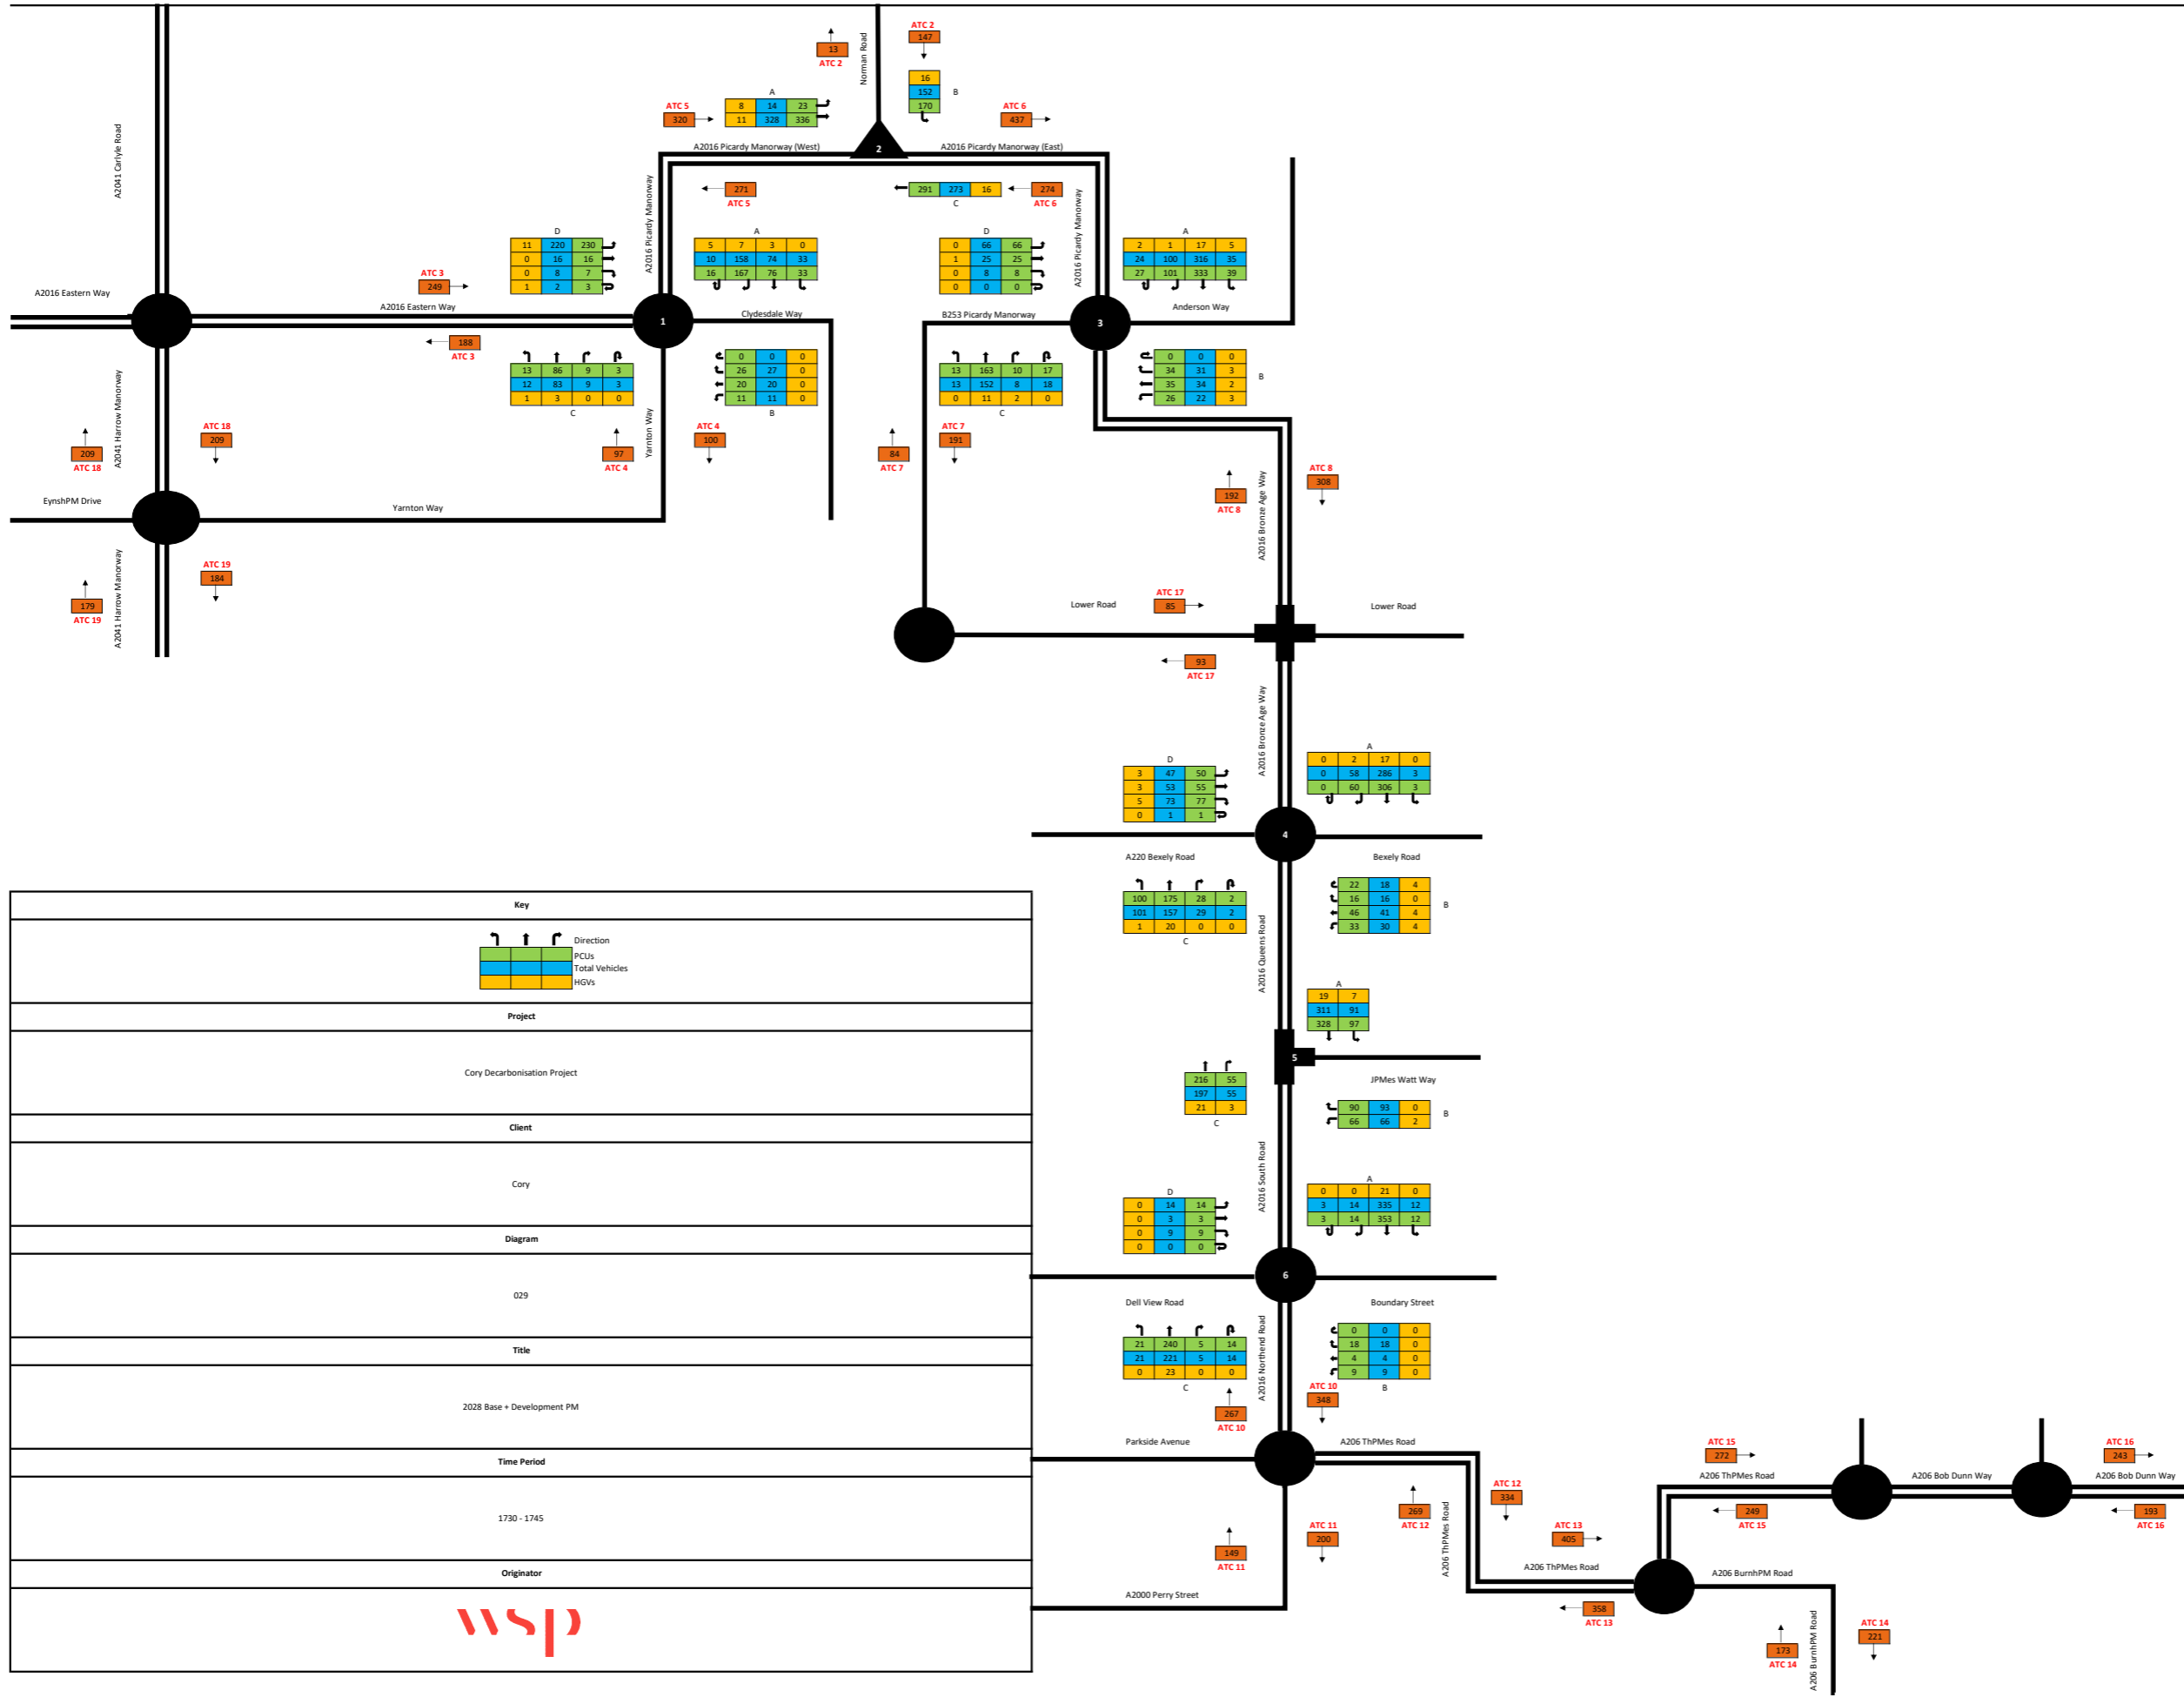 ATC 2
13
ATC 2
147
Norman Road
16
152
170
B
A
8 14 23
11 328 336
ATC 5
320
ATC 6
437
A2016 Picardy Manorway (West)
2
A2016 Picardy Manorway (East)
A2041 Carlyle Road
271
ATC 5
291 273 16
C
274
ATC 6
A2016 Picardy Manorway
A2016 Picardy Manorway
D
11 220 230
0 16 16
0 8 7
1 2 3
A
5 7 3 0
10 158 74 33
16 167 76 33
D
0 66 66
1 25 25
0 8 8
0 0 0
A
2 1 17 5
24 100 316 35
27 101 333 39
ATC 3
249
A2016 Eastern Way
A2016 Eastern Way
1
Clydesdale Way
B253 Picardy Manorway
3
Anderson Way
188
ATC 3
13 86 9 3
12 83 9 3
1 3 0 0
C
0 0 0
26 27 0
20 20 0
11 11 0
B
13 163 10 17
13 152 8 18
0 11 2 0
C
0 0 0
34 31 3
35 34 2
26 22 3
B
A2041 Harrow Manorway
209
ATC 18
ATC 18
209
97
ATC 4
Yarnton Way
ATC 4
100
84
ATC 7
ATC 7
191
192
ATC 8
A2016 Bronze Age Way
ATC 8
308
EynshPM Drive
Yarnton Way
179
ATC 19
A2041 Harrow Manorway
ATC 19
184
Lower Road
ATC 17
85
Lower Road
93
ATC 17
A2016 Bronze Age Way
D
3 47 50
3 53 55
5 73 77
0 1 1
A
0 2 17 0
0 58 286 3
0 60 306 3
4
A220 Bexely Road
Bexely Road
100 175 28 2
101 157 29 2
1 20 0 0
C
22 18 4
16 16 0
46 41 4
33 30 4
B
A2016 Queens Road
A
19 7
311 91
328 97
5
JPMes Watt Way
216 55
197 55
21 3
C
90 93 0
66 66 2
B
A2016 South Road
D
0 14 14
0 3 3
0 9 9
0 0 0
A
0 0 21 0
3 14 335 12
3 14 353 12
6
Dell View Road
Boundary Street
21 240 5 14
21 221 5 14
0 23 0 0
C
0 0 0
18 18 0
4 4 0
9 9 0
B
A2016 Northend Road
267
ATC 10
ATC 10
348
Parkside Avenue
A206 ThPMes Road
149
ATC 11
ATC 11
200
269
ATC 12
A206 ThPMes Road
ATC 12
334
ATC 13
405
A206 ThPMes Road
358
ATC 13
A2000 Perry Street
ATC 15
272
A206 ThPMes Road
249
ATC 15
A206 Bob Dunn Way
ATC 16
243
A206 Bob Dunn Way
193
ATC 16
A206 BurnhPM Road
173
ATC 14
A206 BurnhPM Road
ATC 14
221
Key
Direction
PCUs
Total Vehicles
HGVs
Project
Cory Decarbonisation Project
Client
Cory
Diagram
029
Title
2028 Base + Development PM
Time Period
1730 - 1745
Originator
wsp